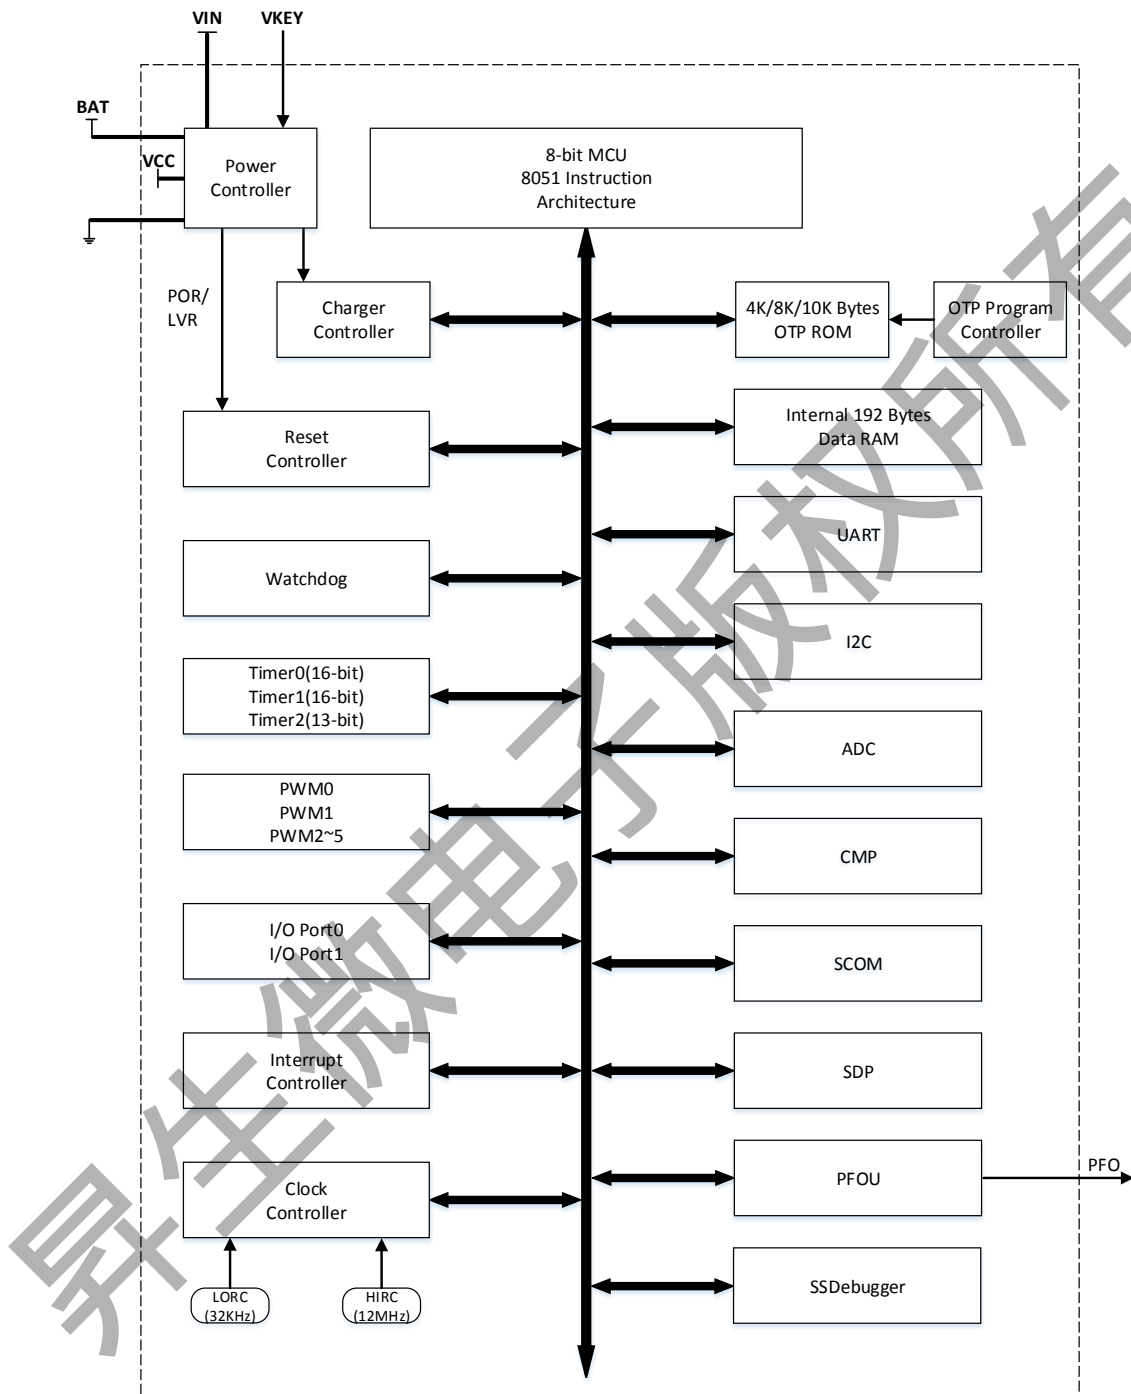 VIN
VKEY
BAT
VCC
Power
Controller
8-bit MCU
8051 Instruction
Architecture
POR/
LVR
Charger
Controller
4K/8K/10K Bytes
OTP ROM
OTP Program
Controller
Reset
Controller
Internal 192 Bytes
Data RAM
UART
Watchdog
I2C
Timer0(16-bit)
Timer1(16-bit)
Timer2(13-bit)
ADC
PWM0
PWM1
PWM2~5
CMP
I/O Port0
I/O Port1
SCOM
Interrupt
Controller
SDP
Clock
Controller
PFOU
PFO
LORC
(32KHz)
HIRC
(12MHz)
SSDebugger
昇生微电子版权所有